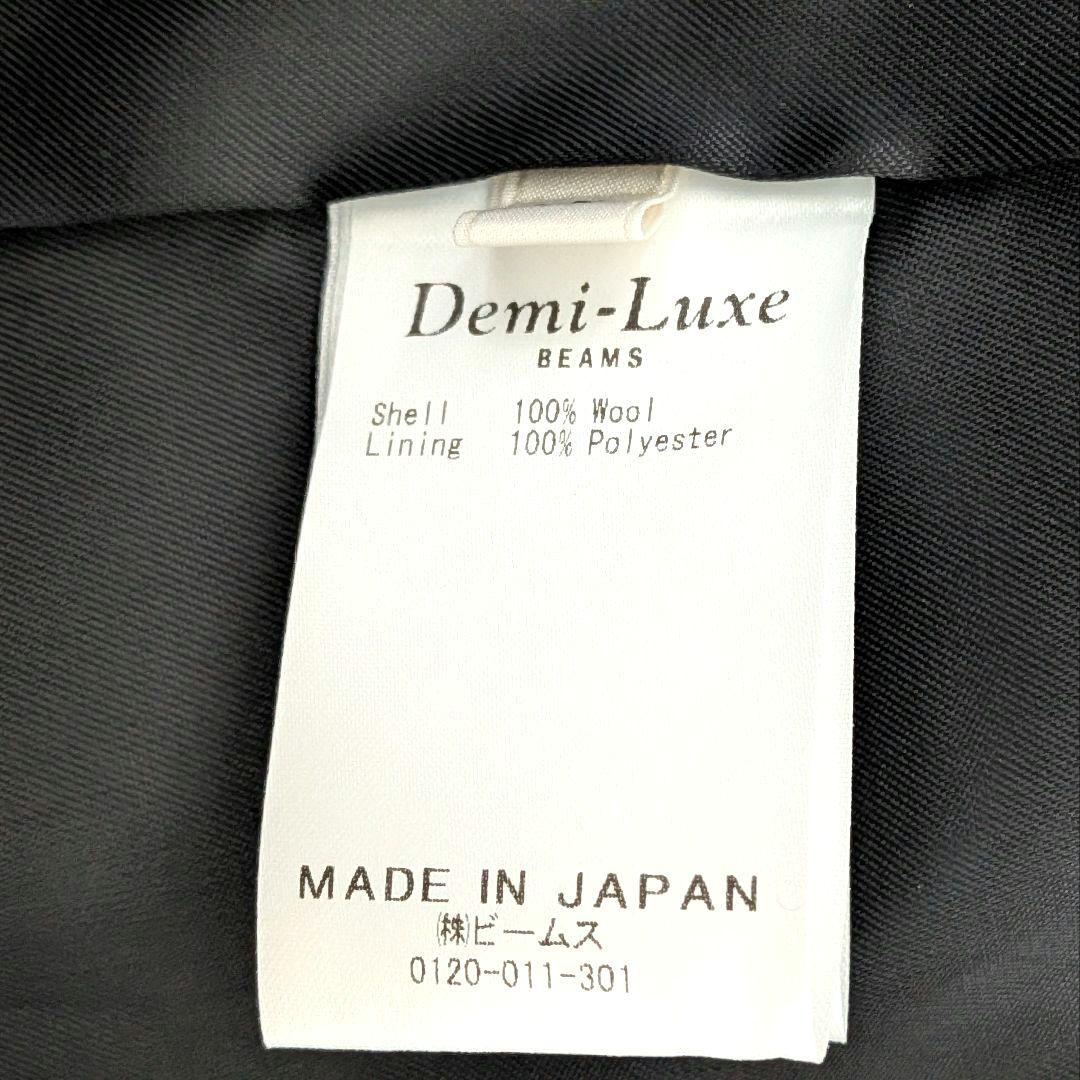 Demi-Luxe
BEAMS
Shell 100% Wool
Lining 100% Polyester
MADE IN JAPAN
㈱ビームス
0120-011-301